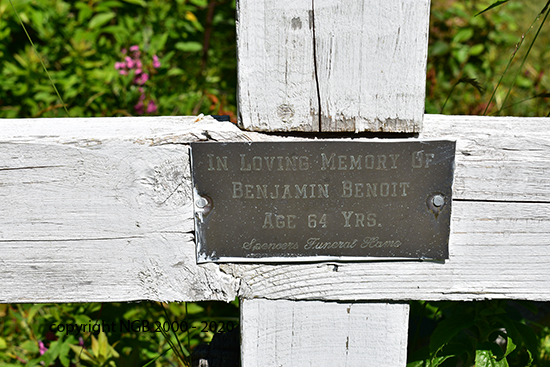 In Loving Memory Of
Benjamin Benoit
Age 64 Yrs.
Spencers Funeral Home
copyright NGB 2000 - 2020